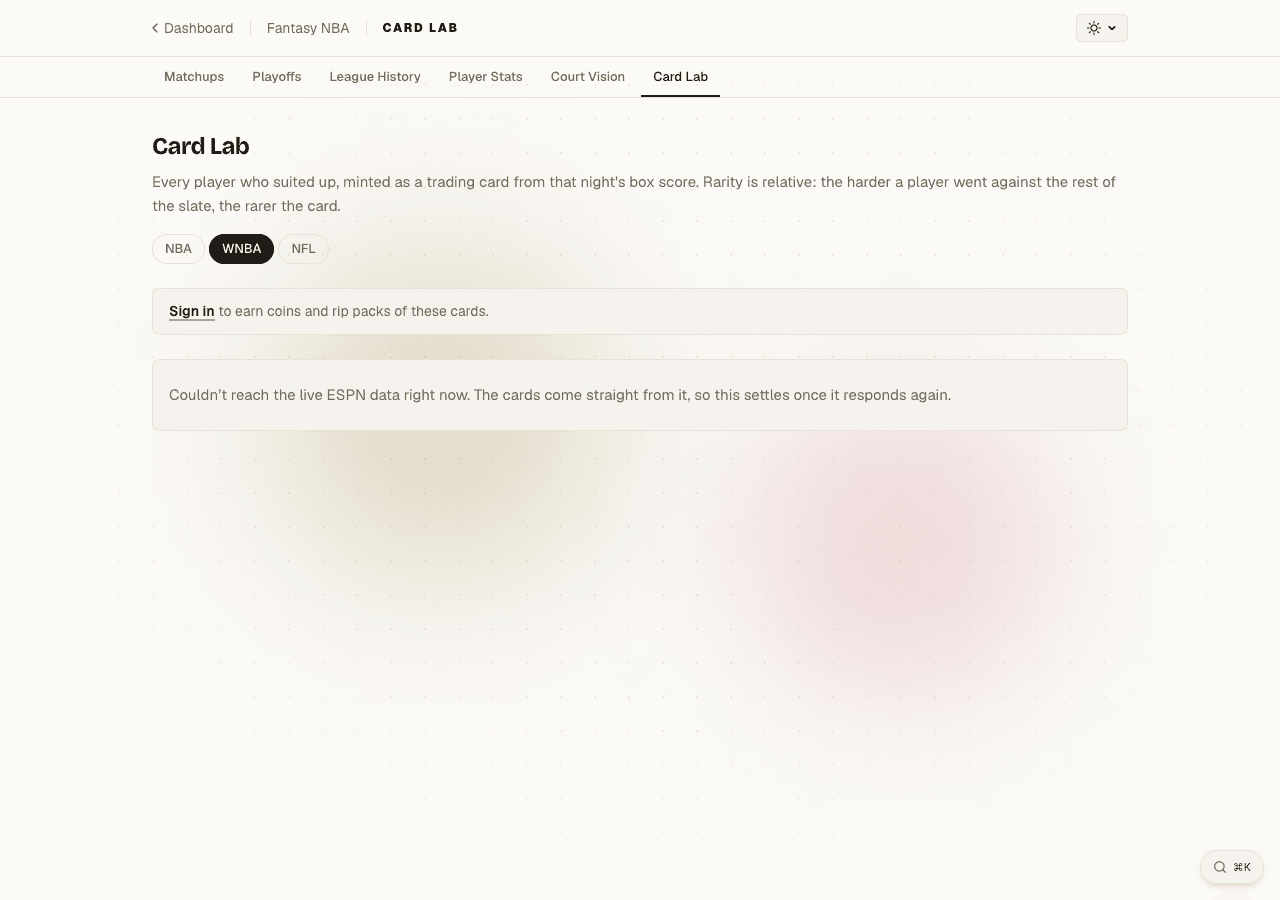 Dashboard
Fantasy NBA
CARD LAB
Matchups
Playoffs
League History
Player Stats
Court Vision
Card Lab
Card Lab
Every player who suited up, minted as a trading card from that night's box score. Rarity is relative: the harder a player went against the rest of
the slate, the rarer the card.
NBA
WNBA
NFL
Sign in to earn coins and rip packs of these cards.
Couldn't reach the live ESPN data right now. The cards come straight from it, so this settles once it responds again.
⌘K